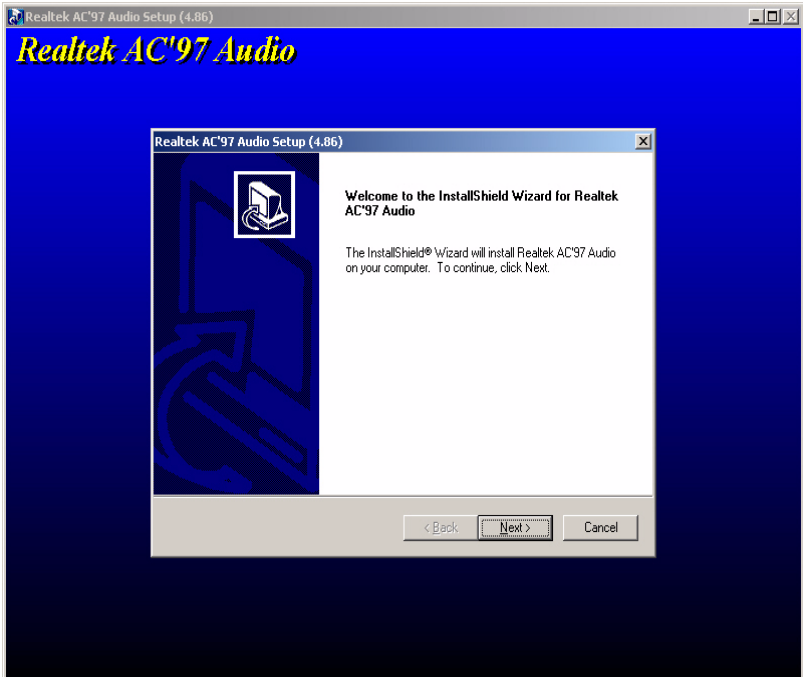 Realtek AC'97 Audio Setup (4.86)
Realtek AC'97 Audio
Realtek AC'97 Audio Setup (4.86)
Welcome to the InstallShield Wizard for Realtek
AC'97 Audio
The InstallShield® Wizard will install Realtek AC'97 Audio
on your computer.  To continue, click Next.
< Back
Next >
Cancel